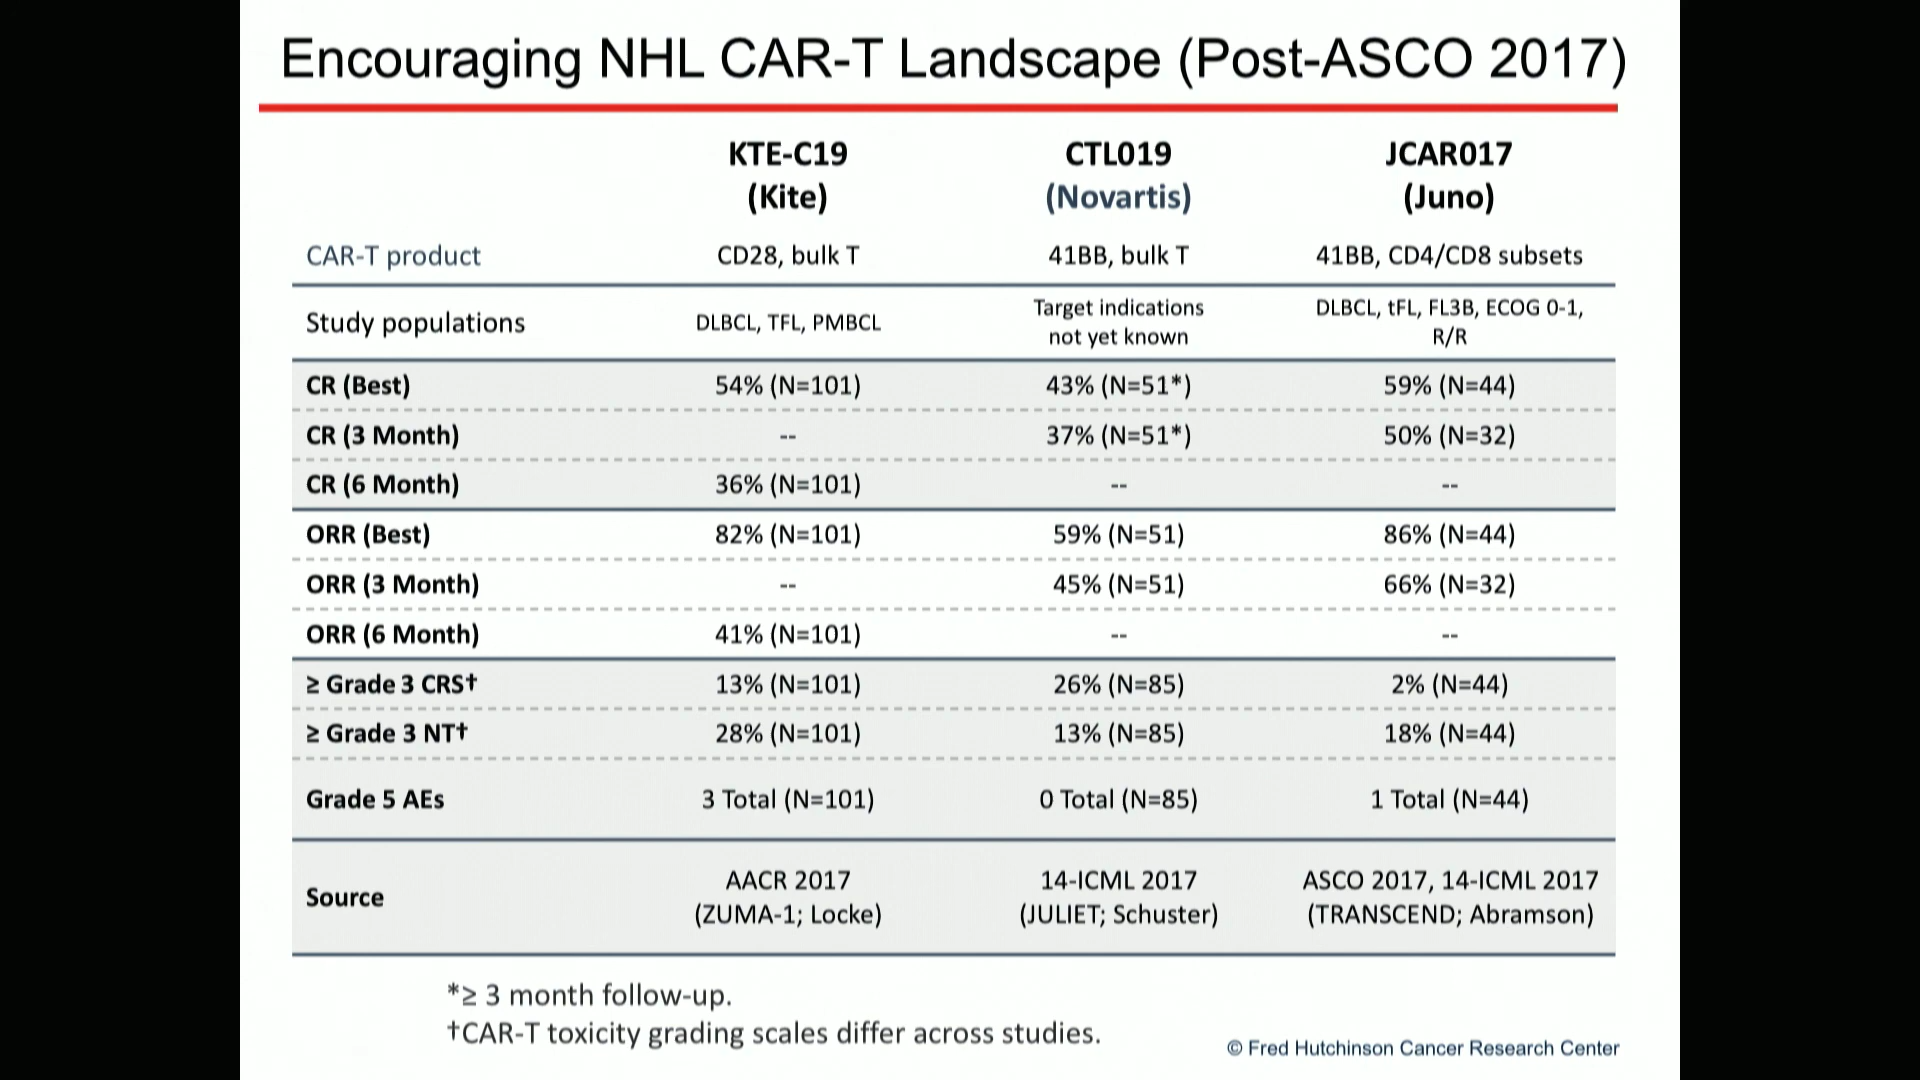 Encouraging NHL CAR-T Landscape (Post-ASCO 2017)
KTE-C19 CTL019 JCAR017
(Kite) (Novartis) (Juno)
CAR-T product CD28, bulk T 41BB, bulk T 41BB, CD4/CD8 subsets
Study populations DLBCL, TFL, PMBCL Target indications not yet known DLBCL, tFL, FL3B, ECOG 0-1, R/R
CR (Best) 54% (N=101) 43% (N=51*) 59% (N=44)
CR (3 Month) -- 37% (N=51*) 50% (N=32)
CR (6 Month) 36% (N=101) -- --
ORR (Best) 82% (N=101) 59% (N=51) 86% (N=44)
ORR (3 Month) -- 45% (N=51) 66% (N=32)
ORR (6 Month) 41% (N=101) -- --
≥ Grade 3 CRS† 13% (N=101) 26% (N=85) 2% (N=44)
≥ Grade 3 NT† 28% (N=101) 13% (N=85) 18% (N=44)
Grade 5 AEs 3 Total (N=101) 0 Total (N=85) 1 Total (N=44)
Source AACR 2017 (ZUMA-1; Locke) 14-ICML 2017 (JULIET; Schuster) ASCO 2017, 14-ICML 2017 (TRANSCEND; Abramson)
*≥ 3 month follow-up.
†CAR-T toxicity grading scales differ across studies.
© Fred Hutchinson Cancer Research Center